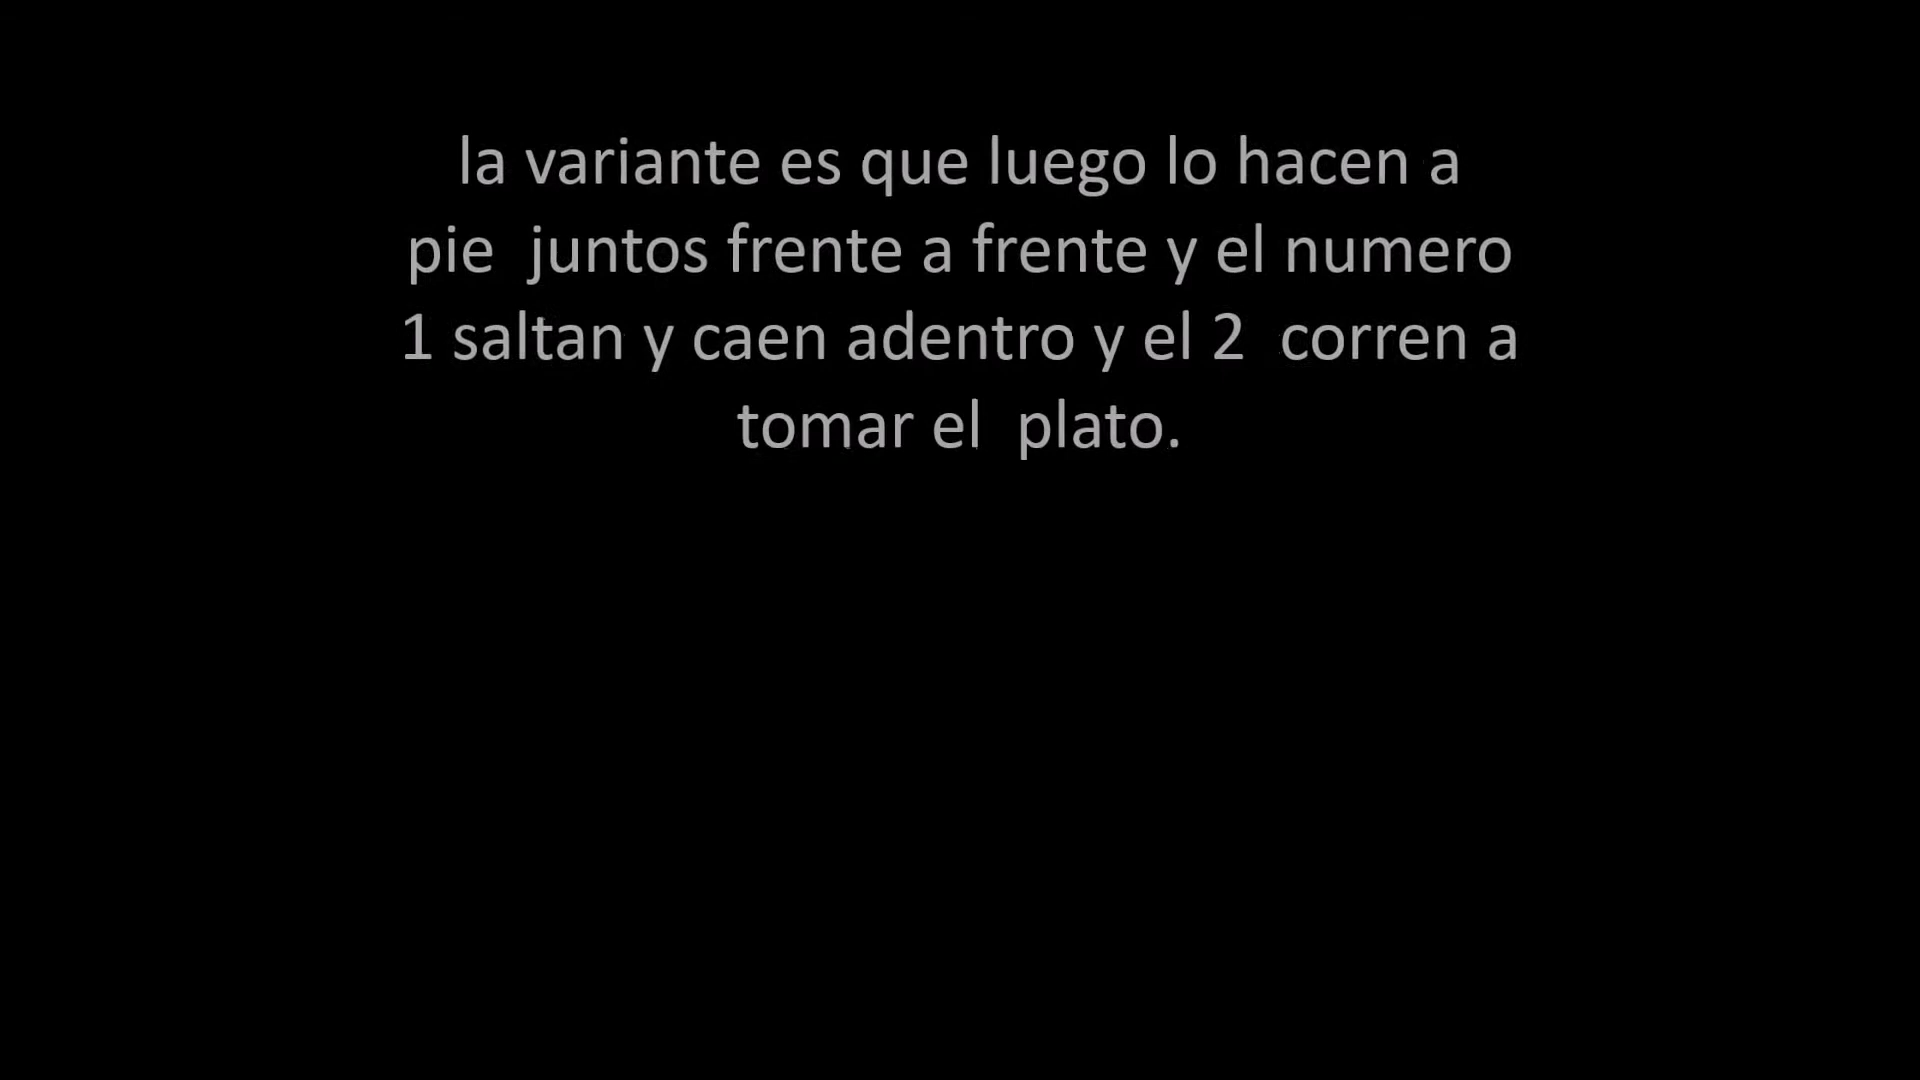 la variante es que luego lo hacen a
pie  juntos frente a frente y el numero
1 saltan y caen adentro y el 2  corren a
tomar el  plato.